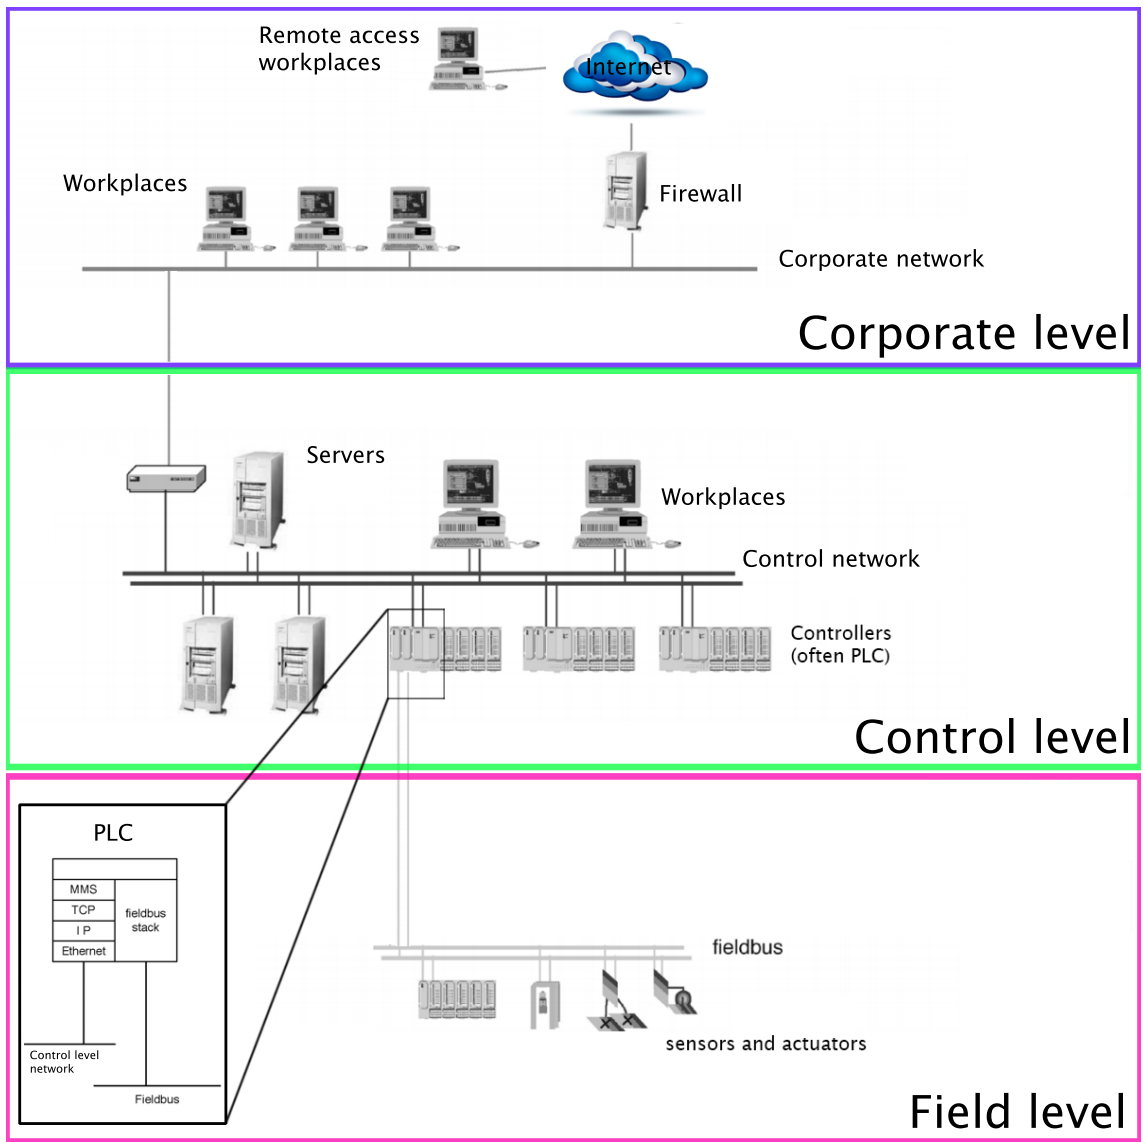 Remote access
workplaces
Internet
Workplaces
Firewall
Corporate network
Corporate level
Servers
Workplaces
Control network
Controllers
(often PLC)
Control level
PLC
MMS
TCP
I P
Ethernet
fieldbus
stack
Control level
network
Fieldbus
fieldbus
sensors and actuators
Field level